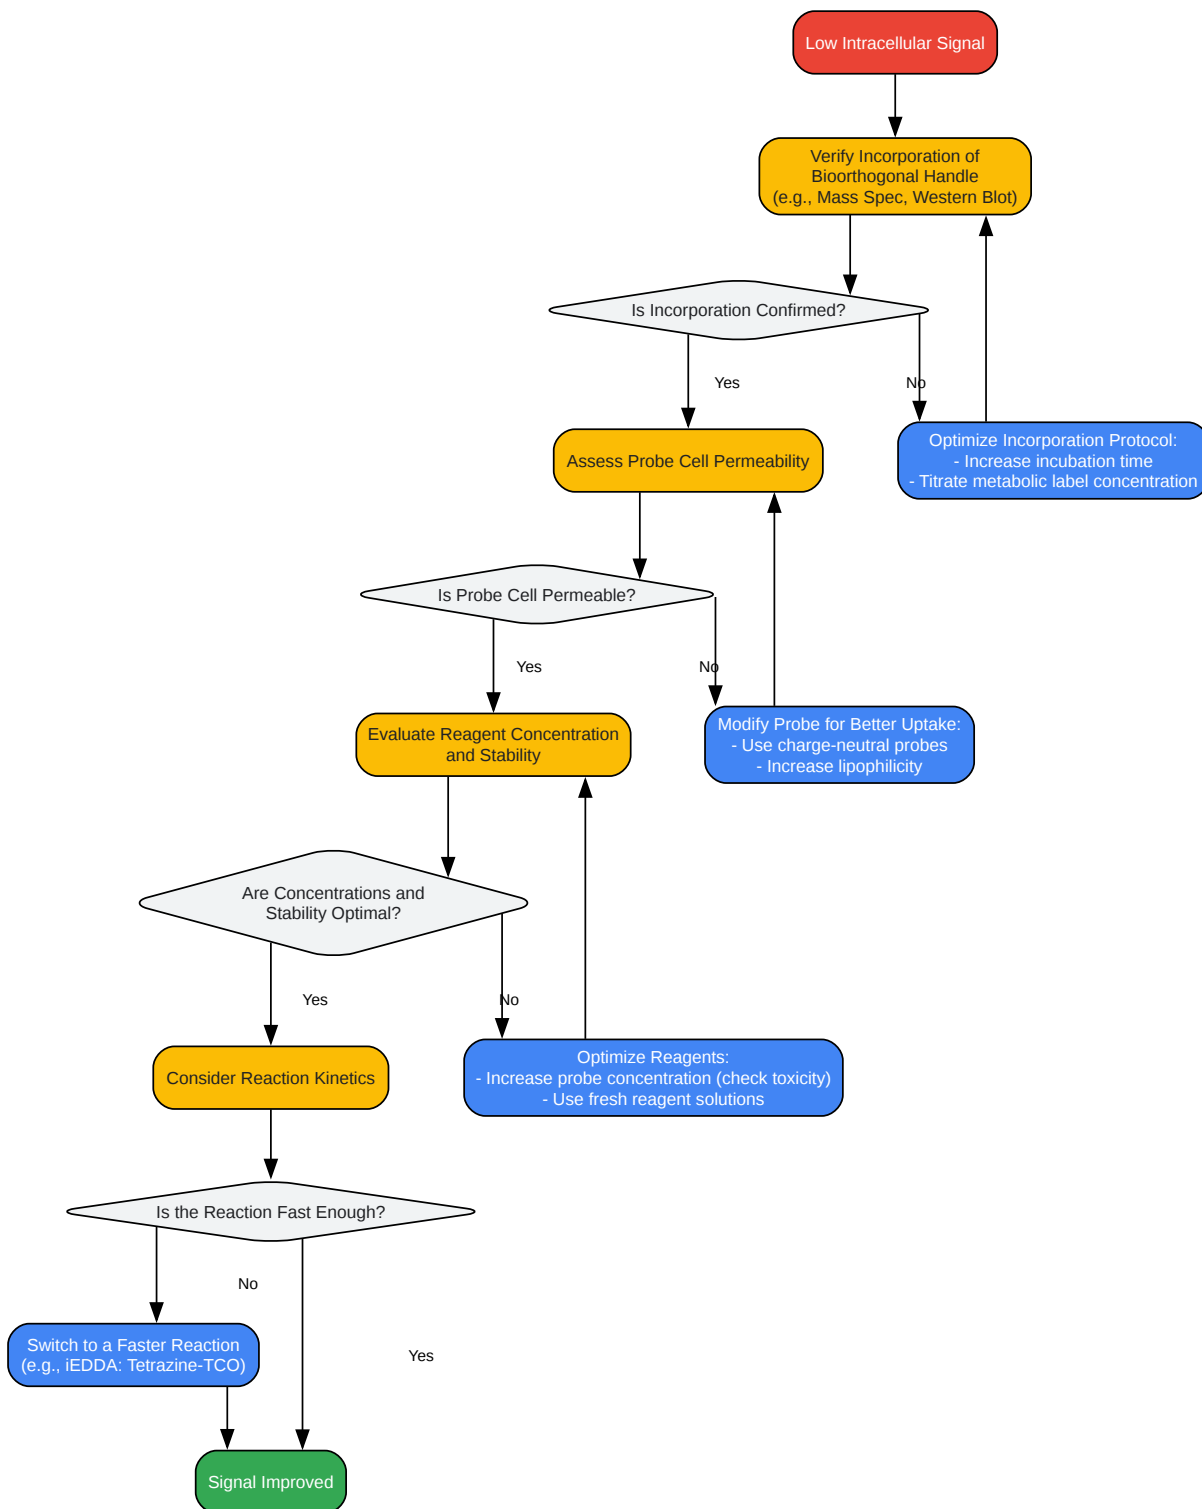 Low Intracellular Signal
Verify Incorporation of
Bioorthogonal Handle
(e.g., Mass Spec, Western Blot)
Is Incorporation Confirmed?
Yes
No
Assess Probe Cell Permeability
Optimize Incorporation Protocol:
- Increase incubation time
- Titrate metabolic label concentration
Is Probe Cell Permeable?
Yes
No
Evaluate Reagent Concentration
and Stability
Modify Probe for Better Uptake:
- Use charge-neutral probes
- Increase lipophilicity
Are Concentrations and
Stability Optimal?
Yes
No
Consider Reaction Kinetics
Optimize Reagents:
- Increase probe concentration (check toxicity)
- Use fresh reagent solutions
Is the Reaction Fast Enough?
No
Switch to a Faster Reaction
(e.g., iEDDA: Tetrazine-TCO)
Yes
Signal Improved